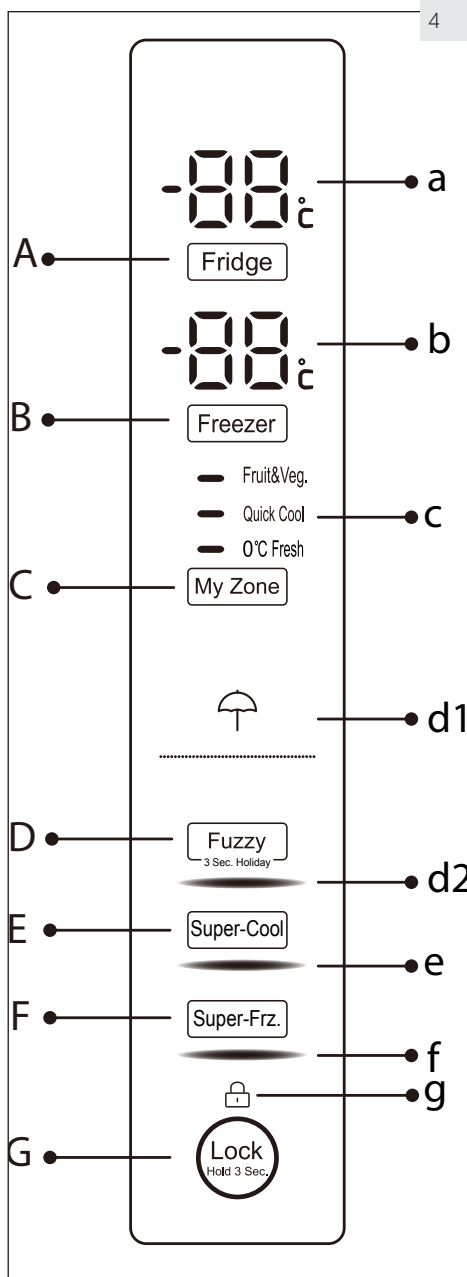 4
-88°c
a
A
Fridge
-88°c
b
B
Freezer
Fruit&Veg.
Quick Cool
c
0°C Fresh
C
My Zone
d1
D
Fuzzy
3 Sec. Holiday
d2
E
Super-Cool
e
F
Super-Frz.
f
g
G
Lock
Hold 3 Sec.